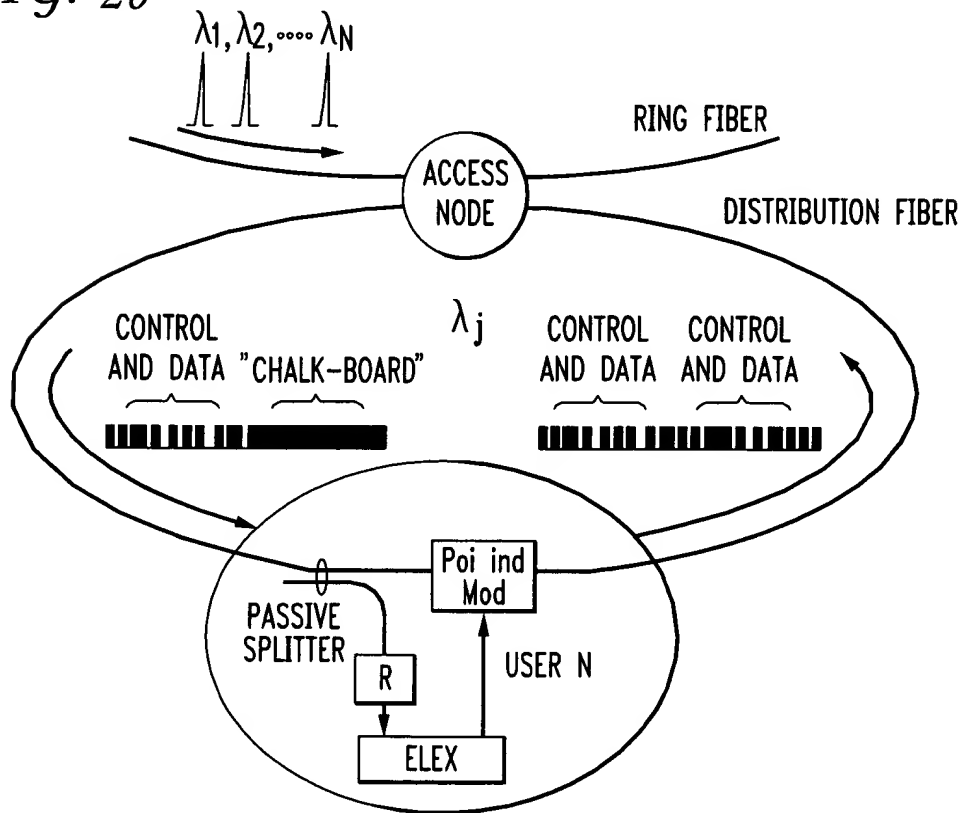 λ1, λ2, .... λN
RING FIBER
ACCESS
NODE
DISTRIBUTION FIBER
λj
CONTROL
AND DATA
"CHALK-BOARD"
CONTROL
AND DATA
CONTROL
AND DATA
Poi ind
Mod
PASSIVE
SPLITTER
USER N
R
ELEX